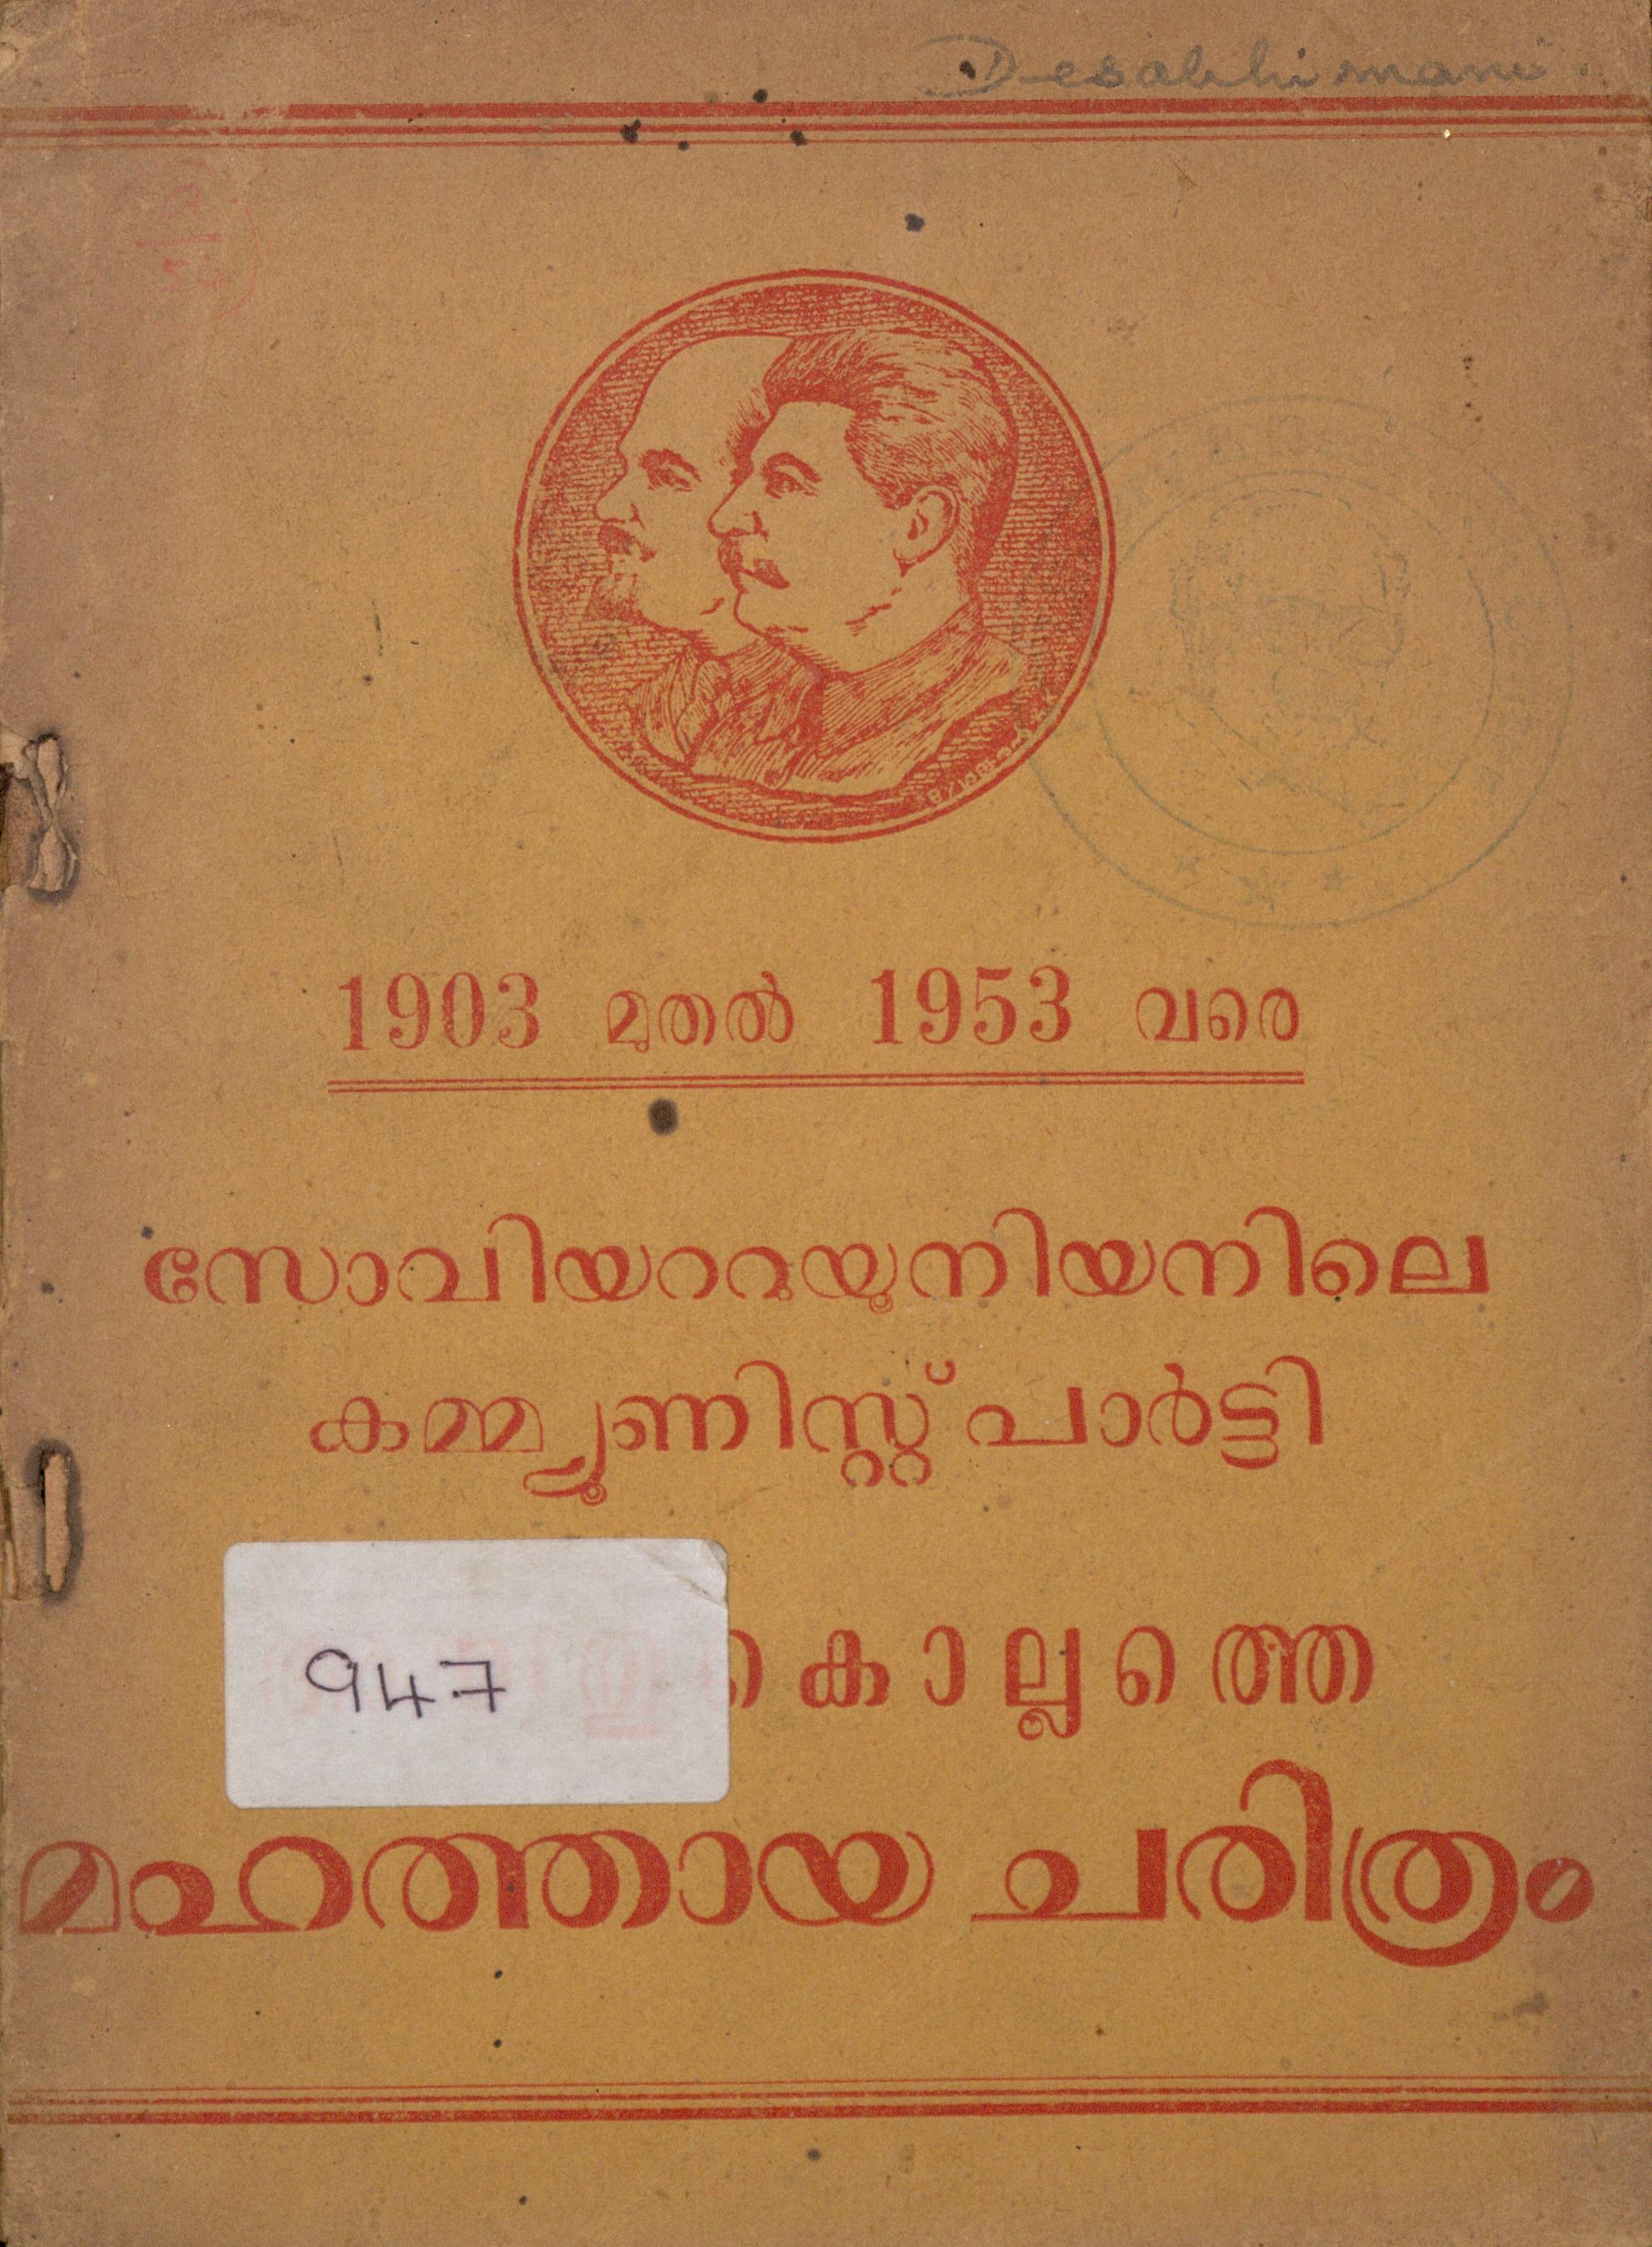 Desabhimani
1903 മുതൽ 1953 വരെ
സോവിയററുയൂനിയനിലെ
കമ്മ്യൂണിസ്റ്റ് പാർട്ടി
947
കൊല്ലത്തെ
മഹത്തായ ചരിത്രം